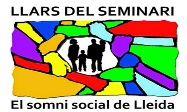 LLARS DEL SEMINARI
El somni social de Lleida